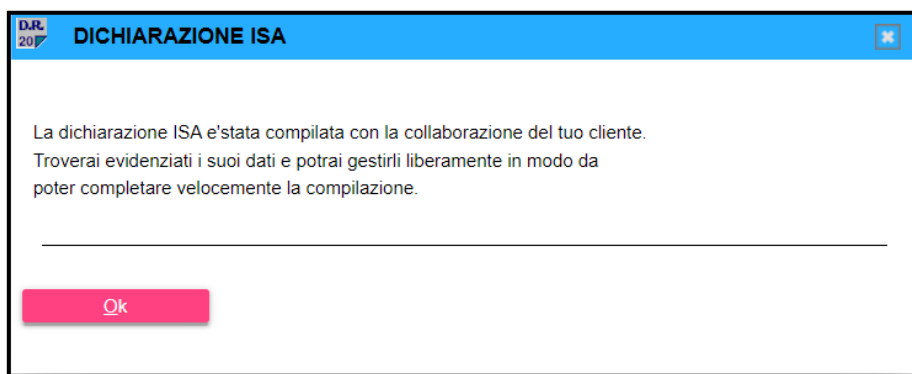 D.R.
20
DICHIARAZIONE ISA
La dichiarazione ISA e'stata compilata con la collaborazione del tuo cliente.
Troverai evidenziati i suoi dati e potrai gestirli liberamente in modo da
poter completare velocemente la compilazione.
Ok